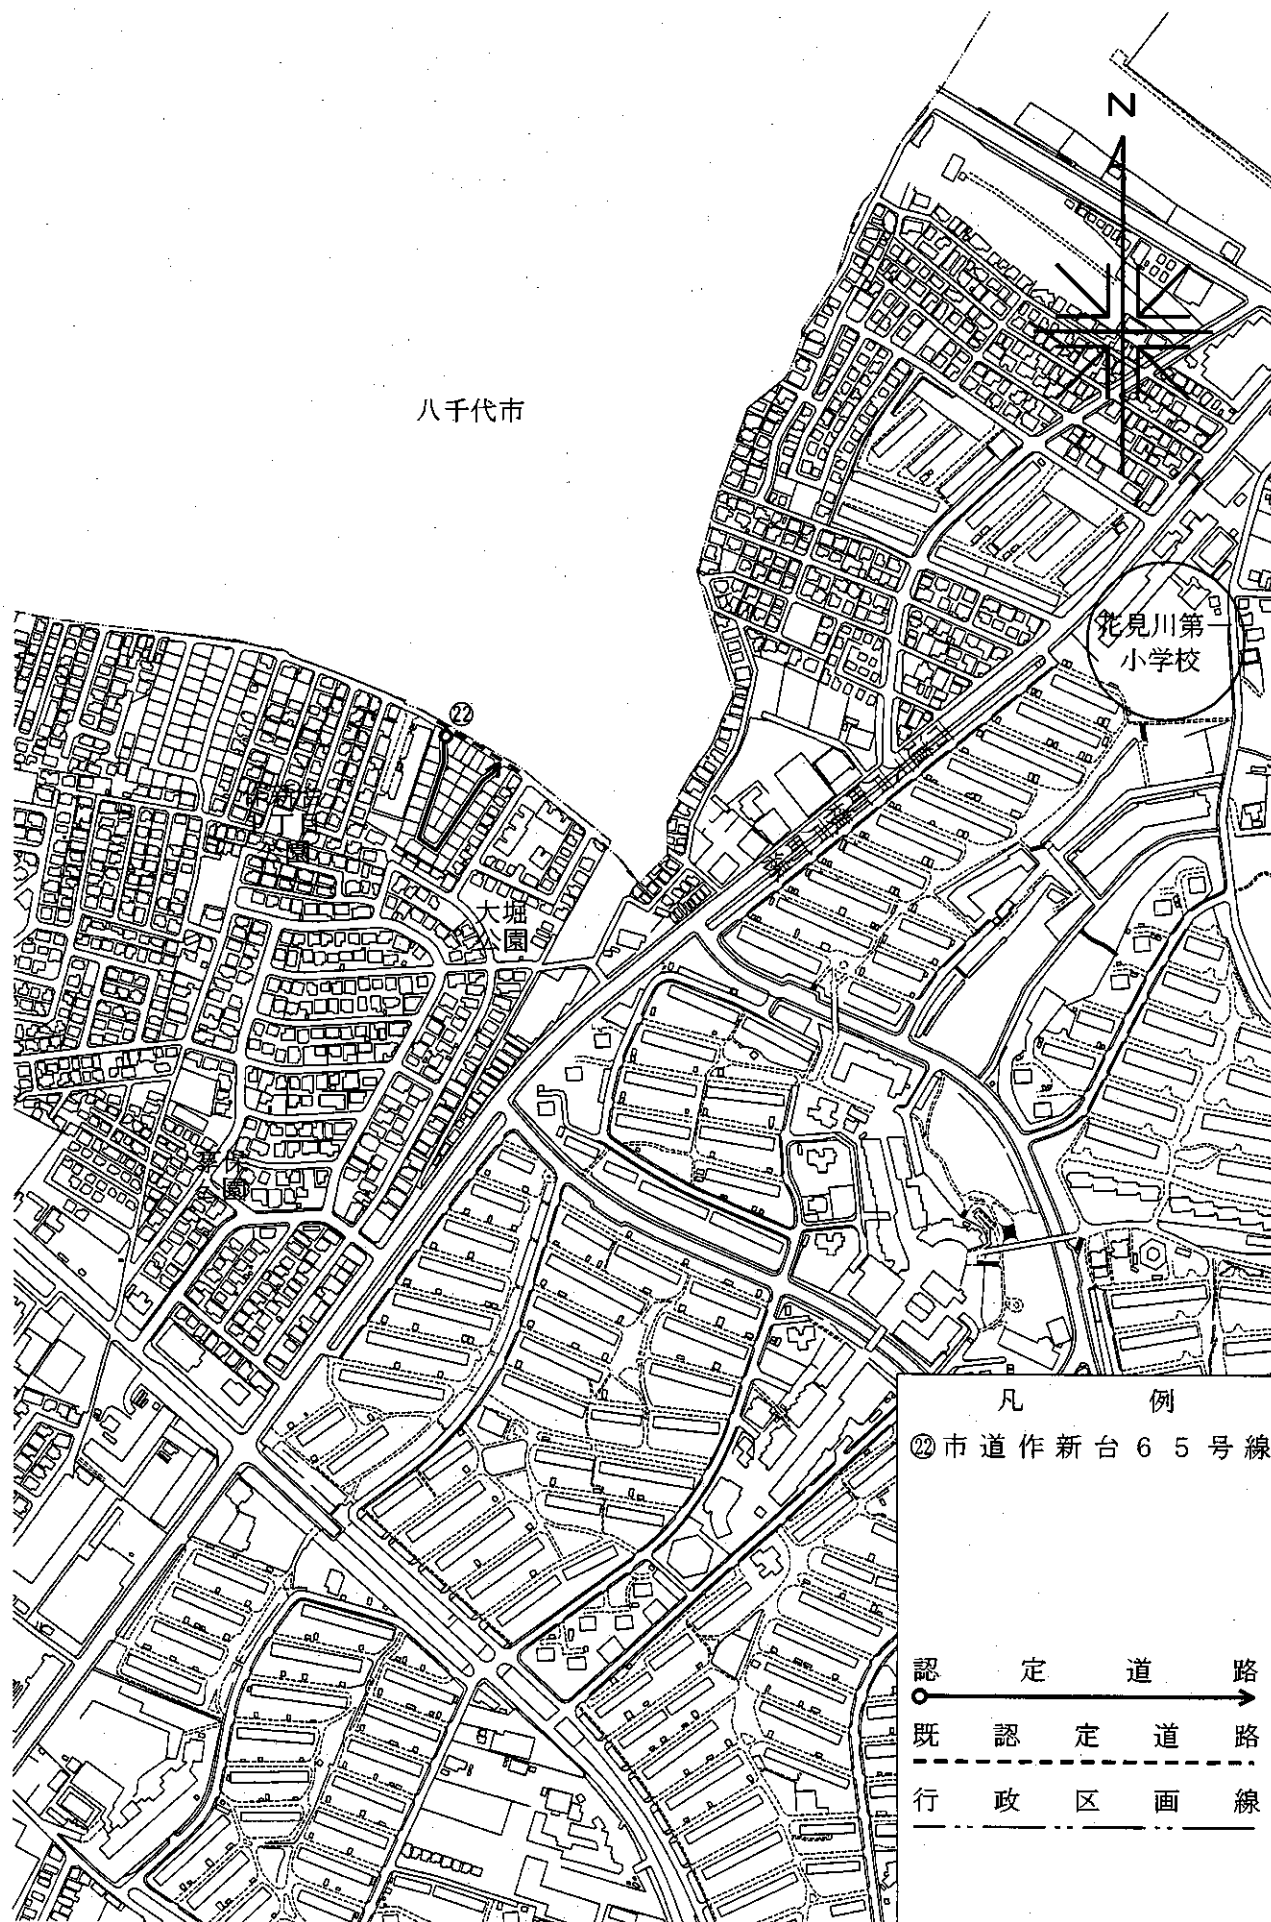 N
八千代市
花見川第一
小学校
㉒
園
大堀
公園
園
凡例
㉒市道作新台65号線
認定道路
既認定道路
行政区画線